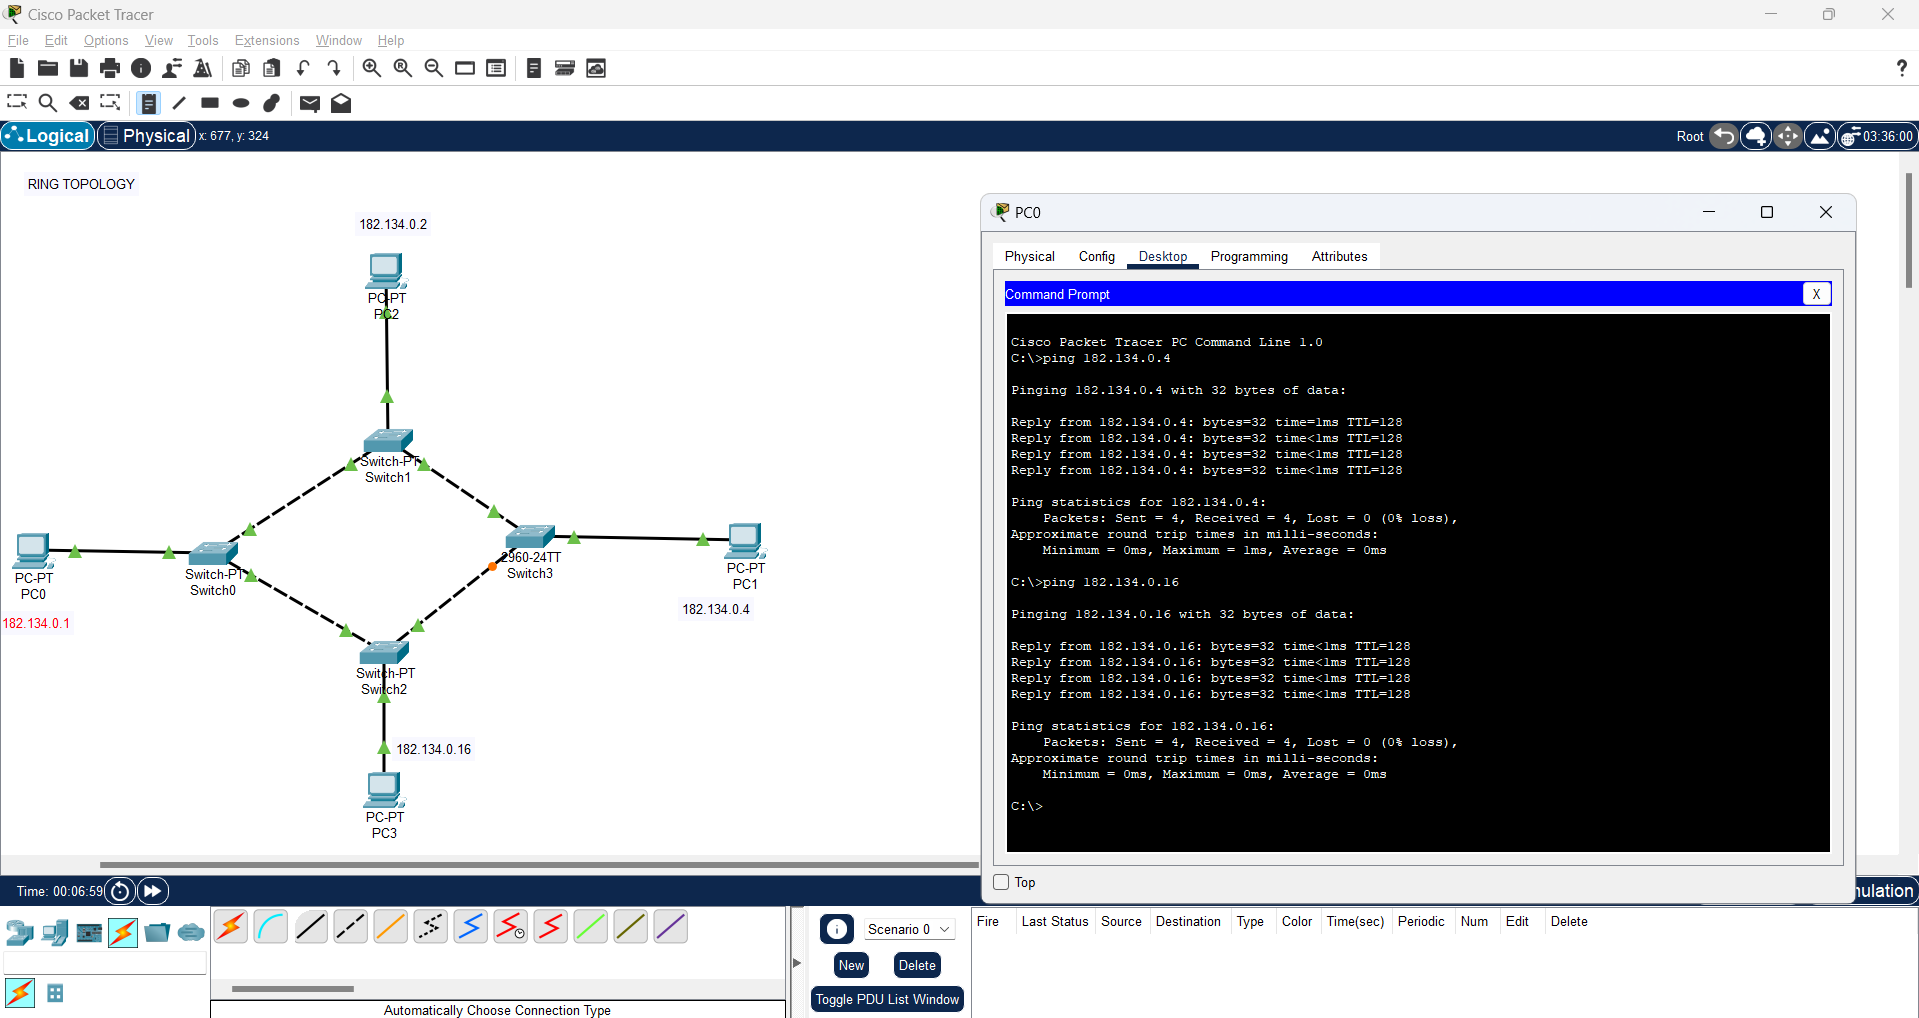 Cisco Packet Tracer
File Edit Options View Tools Extensions Window Help
Logical Physical x: 677, y: 324 Root 03:36:00
RING TOPOLOGY
182.134.0.2
PC-PT
PC2
Switch-PT
Switch1
2960-24TT
Switch3
PC-PT
PC1
182.134.0.4
PC-PT
PC0
182.134.0.1
Switch-PT
Switch0
Switch-PT
Switch2
182.134.0.16
PC-PT
PC3
PC0
Physical Config Desktop Programming Attributes
Command Prompt X
Cisco Packet Tracer PC Command Line 1.0
C:\>ping 182.134.0.4
Pinging 182.134.0.4 with 32 bytes of data:
Reply from 182.134.0.4: bytes=32 time=1ms TTL=128
Reply from 182.134.0.4: bytes=32 time<1ms TTL=128
Reply from 182.134.0.4: bytes=32 time<1ms TTL=128
Reply from 182.134.0.4: bytes=32 time<1ms TTL=128
Ping statistics for 182.134.0.4:
Packets: Sent = 4, Received = 4, Lost = 0 (0% loss),
Approximate round trip times in milli-seconds:
Minimum = 0ms, Maximum = 1ms, Average = 0ms
C:\>ping 182.134.0.16
Pinging 182.134.0.16 with 32 bytes of data:
Reply from 182.134.0.16: bytes=32 time<1ms TTL=128
Reply from 182.134.0.16: bytes=32 time<1ms TTL=128
Reply from 182.134.0.16: bytes=32 time<1ms TTL=128
Reply from 182.134.0.16: bytes=32 time<1ms TTL=128
Ping statistics for 182.134.0.16:
Packets: Sent = 4, Received = 4, Lost = 0 (0% loss),
Approximate round trip times in milli-seconds:
Minimum = 0ms, Maximum = 0ms, Average = 0ms
C:\>
Top
Time: 00:06:59 nulation
Scenario 0
New Delete
Toggle PDU List Window
Fire Last Status Source Destination Type Color Time(sec) Periodic Num Edit Delete
Automatically Choose Connection Type